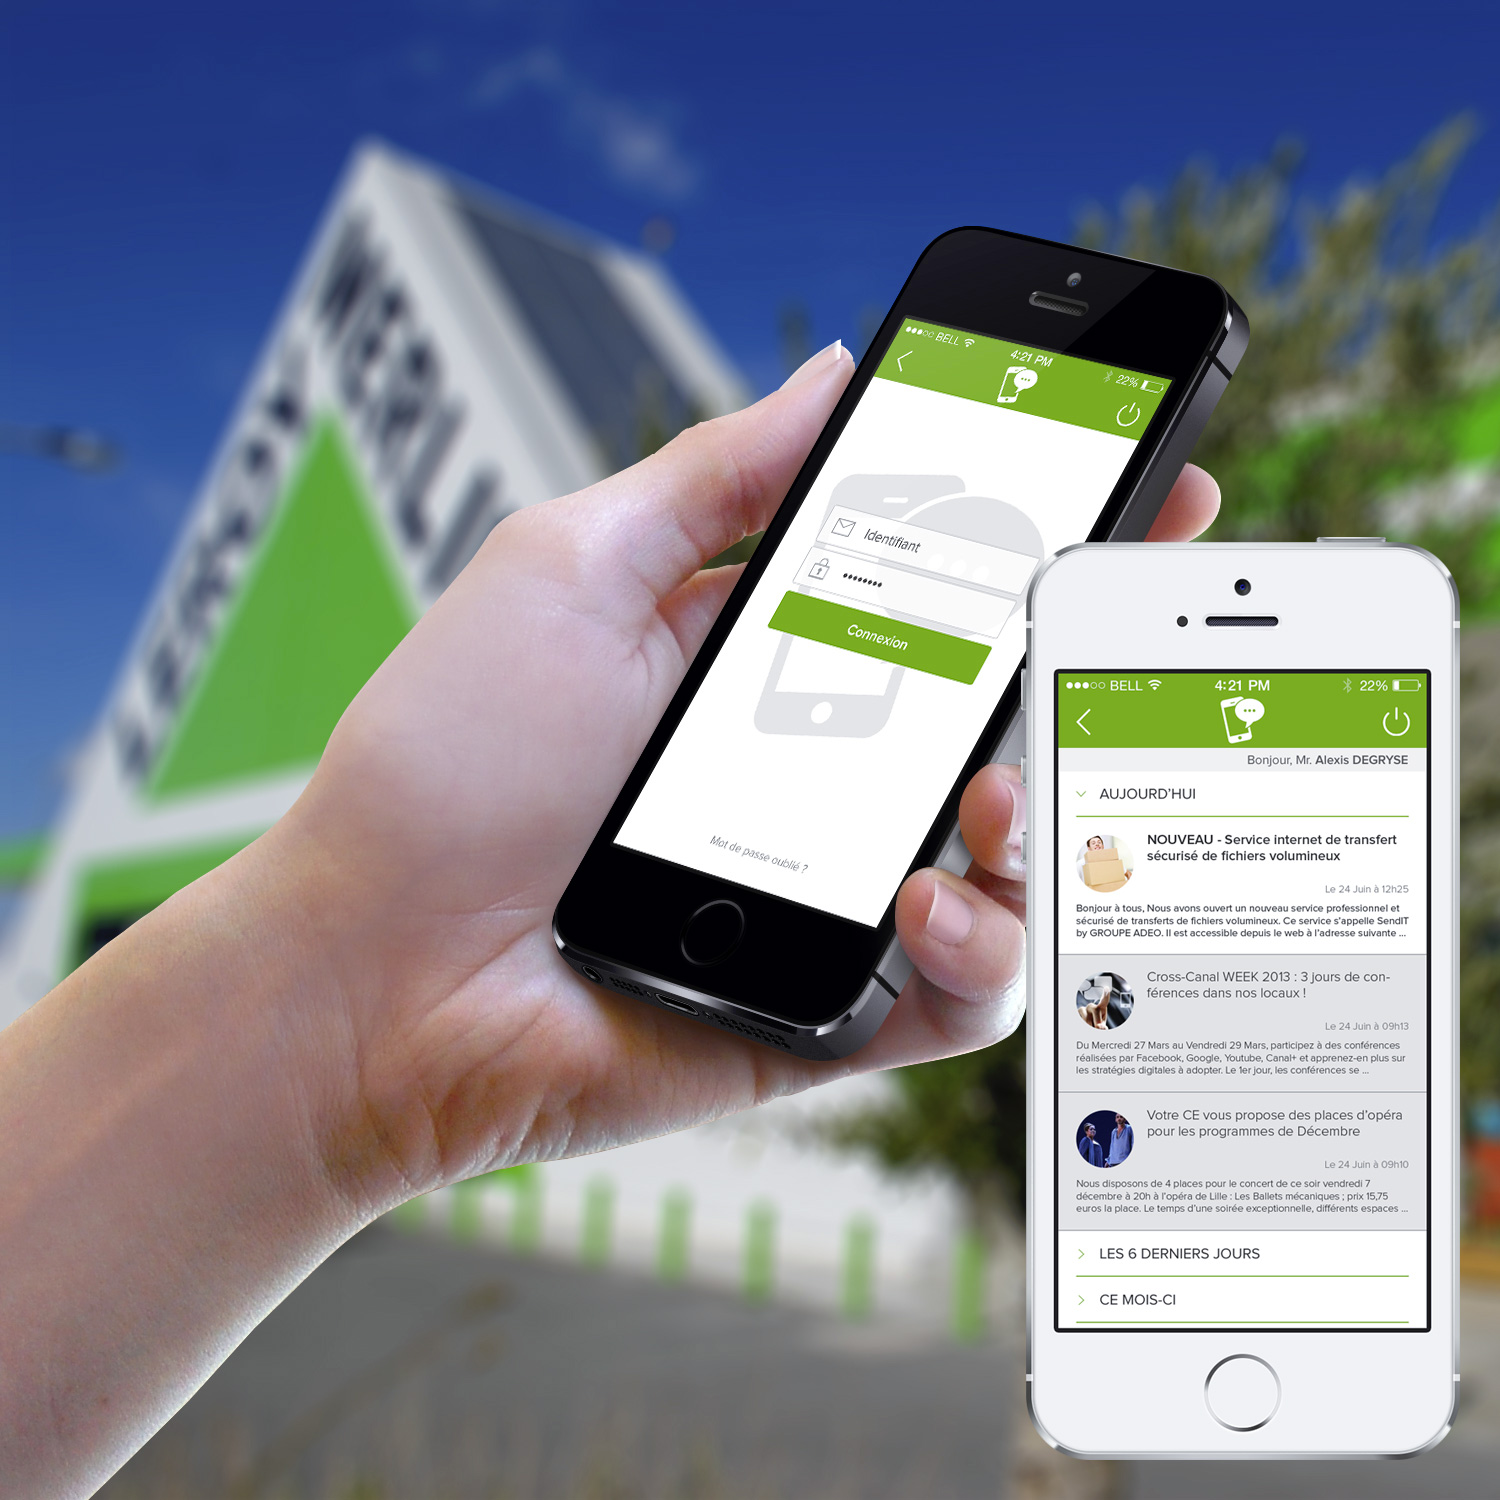 LEROY
MERLIN
BELL
4:21 PM
22%
Identifiant
••••••••
Connexion
Mot de passe oublié ?
BELL
4:21 PM
22%
Bonjour, Mr. Alexis DEGRYSE
AUJOURD'HUI
NOUVEAU - Service internet de transfert
sécurisé de fichiers volumineux
Le 24 Juin à 12h25
Bonjour à tous, Nous avons ouvert un nouveau service professionnel et
sécurisé de transferts de fichiers volumineux. Ce service s'appelle SendIT
by GROUPE ADEO. Il est accessible depuis le web à l'adresse suivante ...
Cross-Canal WEEK 2013 : 3 jours de con-
férences dans nos locaux !
Le 24 Juin à 09h13
Du Mercredi 27 Mars au Vendredi 29 Mars, participez à des conférences
réalisées par Facebook, Google, Youtube, Canal+ et apprenez-en plus sur
les stratégies digitales à adopter. Le 1er jour, les conférences se ...
Votre CE vous propose des places d'opéra
pour les programmes de Décembre
Le 24 Juin à 09h10
Nous disposons de 4 places pour le concert de ce soir vendredi 7
décembre à 20h à l'opéra de Lille : Les Ballets mécaniques ; prix 15,75
euros la place. Le temps d'une soirée exceptionnelle, différents espaces ...
LES 6 DERNIERS JOURS
CE MOIS-CI